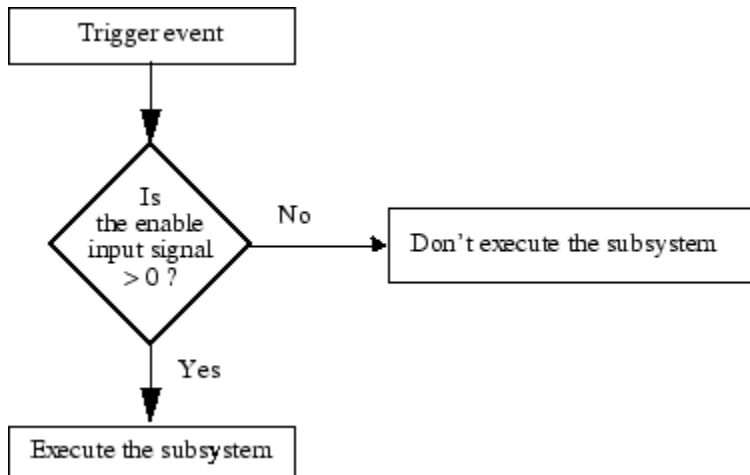 Trigger event
Is
the enable
input signal
> 0 ?
No
Don’t execute the subsystem
Yes
Execute the subsystem